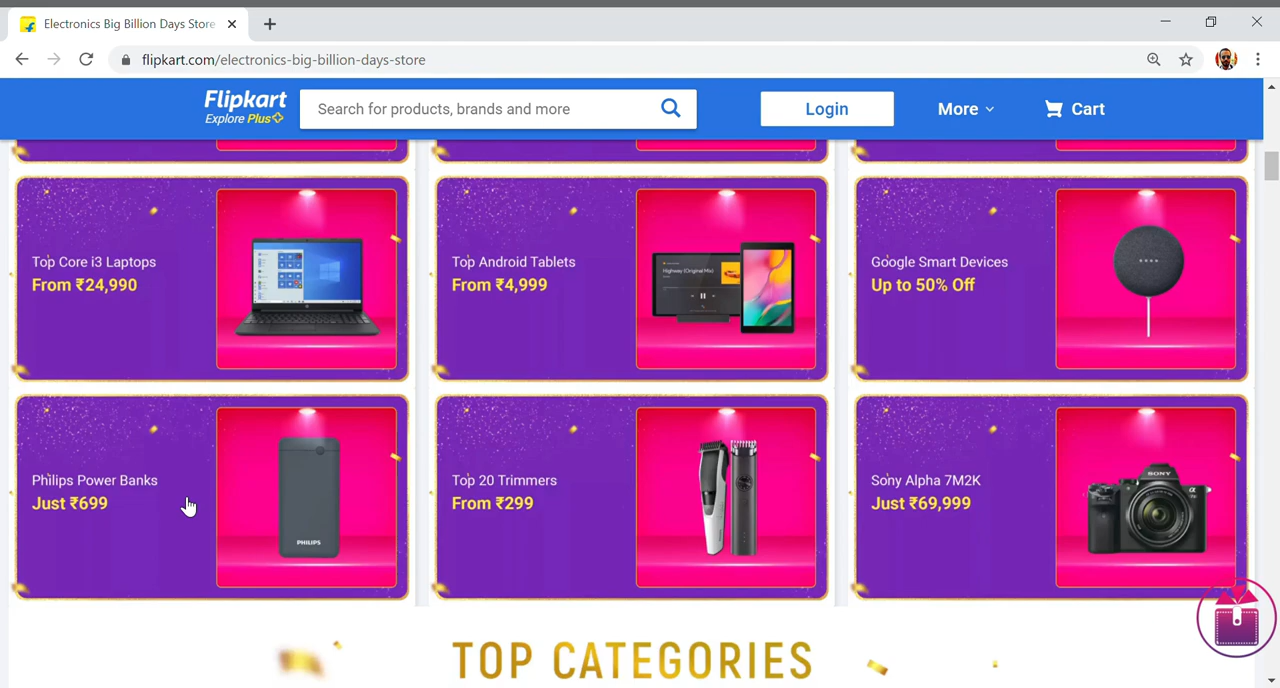 Electronics Big Billion Days Store
flipkart.com/electronics-big-billion-days-store
Flipkart
Explore Plus
Search for products, brands and more
Login
More
Cart
Top Core i3 Laptops
From ₹24,990
Top Android Tablets
From ₹4,999
Highway (Original Mix)
Google Smart Devices
Up to 50% Off
Philips Power Banks
Just ₹699
PHILIPS
Top 20 Trimmers
From ₹299
Sony Alpha 7M2K
Just ₹69,999
SONY
TOP CATEGORIES